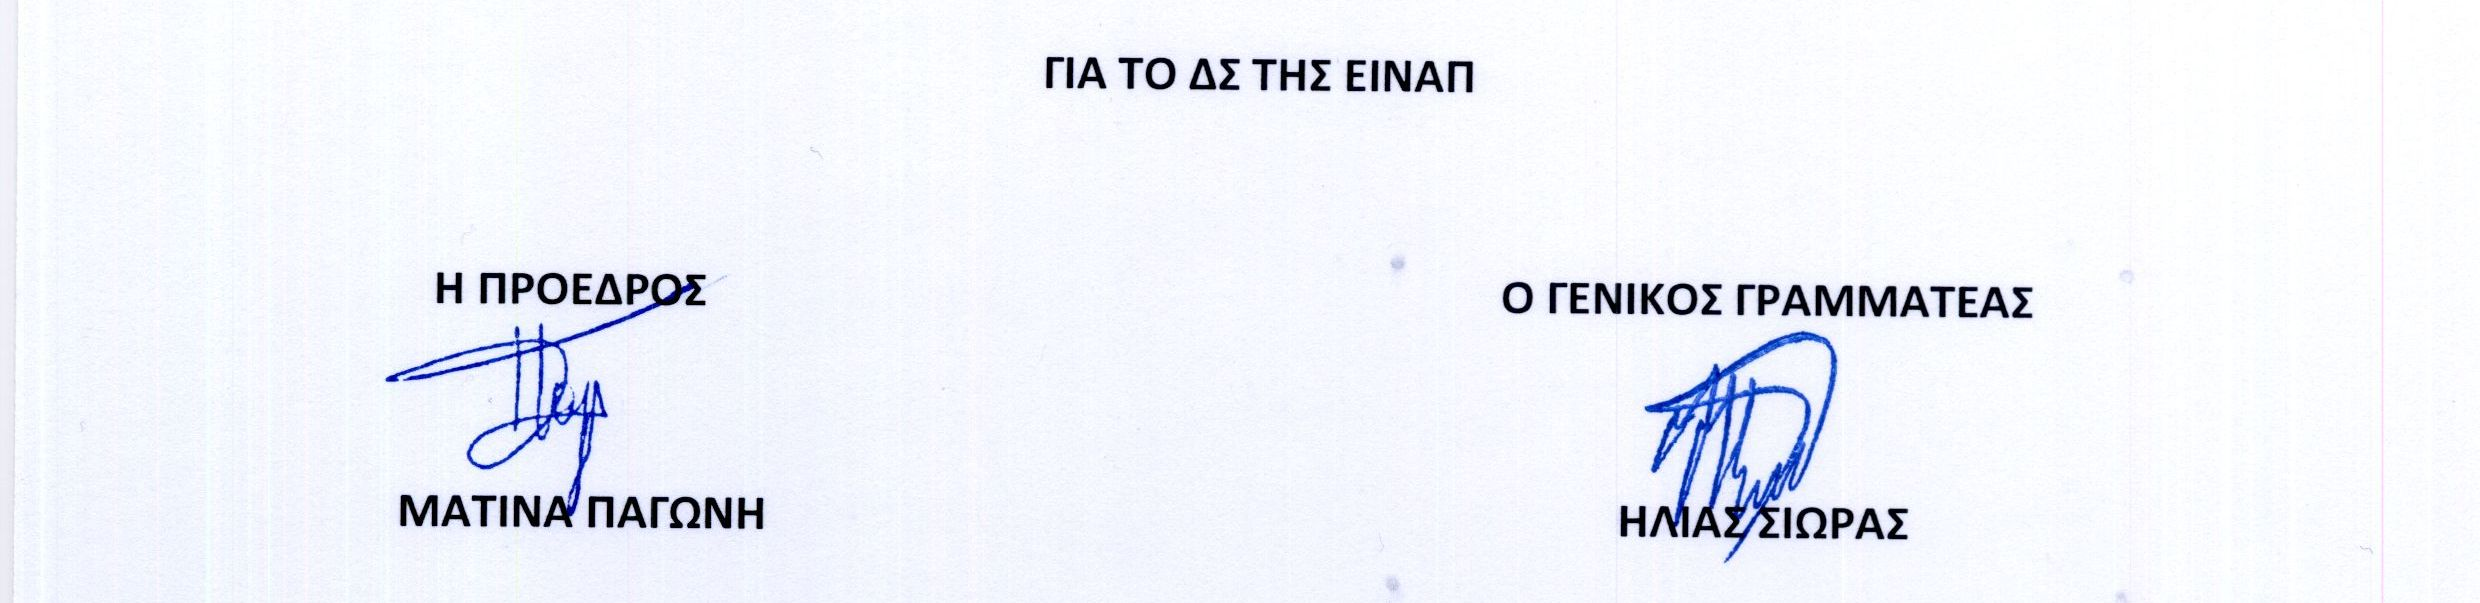 ΓΙΑ ΤΟ ΔΣ ΤΗΣ ΕΙΝΑΠ
Η ΠΡΟΕΔΡΟΣ
Ο ΓΕΝΙΚΟΣ ΓΡΑΜΜΑΤΕΑΣ
ΜΑΤΙΝΑ ΠΑΓΩΝΗ
ΗΛΙΑΣ ΣΙΩΡΑΣ